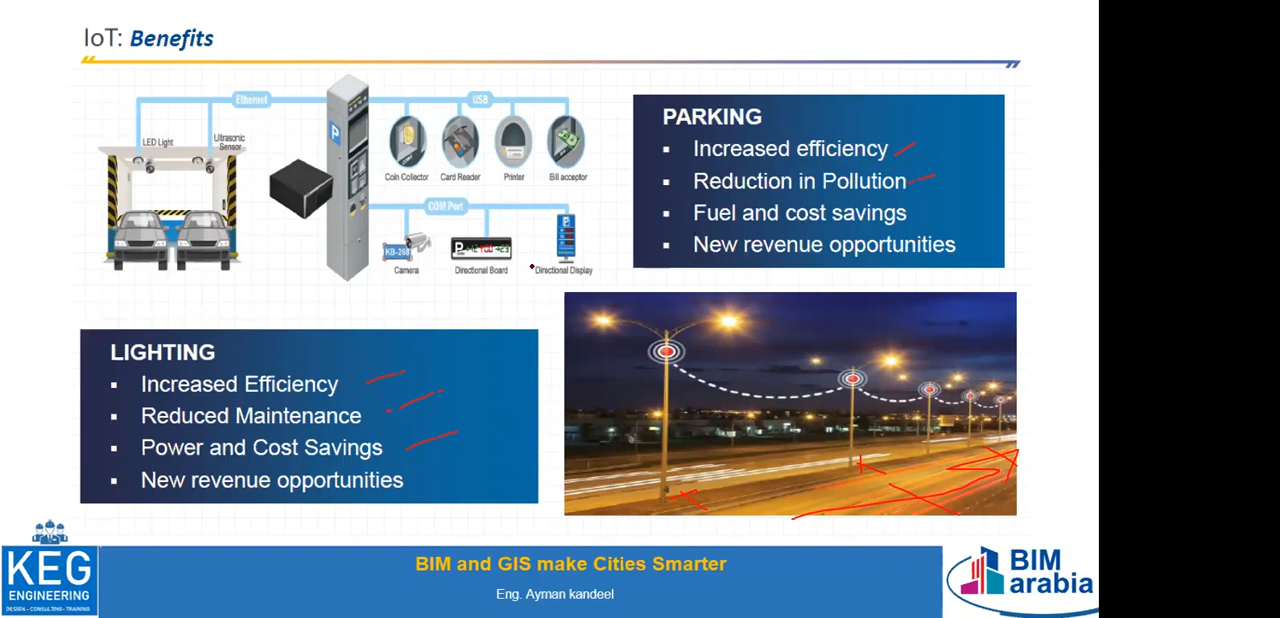 IoT: Benefits
Ethernet
USB
LED Light
Ultrasonic
Sensor
P
Coin Collector
Card Reader
Printer
Bill acceptor
COM Port
KB-268
P
P
Camera
Directional Board
Directional Display
PARKING
▪ Increased efficiency
▪ Reduction in Pollution
▪ Fuel and cost savings
▪ New revenue opportunities
LIGHTING
▪ Increased Efficiency
▪ Reduced Maintenance
▪ Power and Cost Savings
▪ New revenue opportunities
KEG
ENGINEERING
DESIGN - CONSULTING - TRAINING
BIM and GIS make Cities Smarter
Eng. Ayman kandeel
BIM
arabia